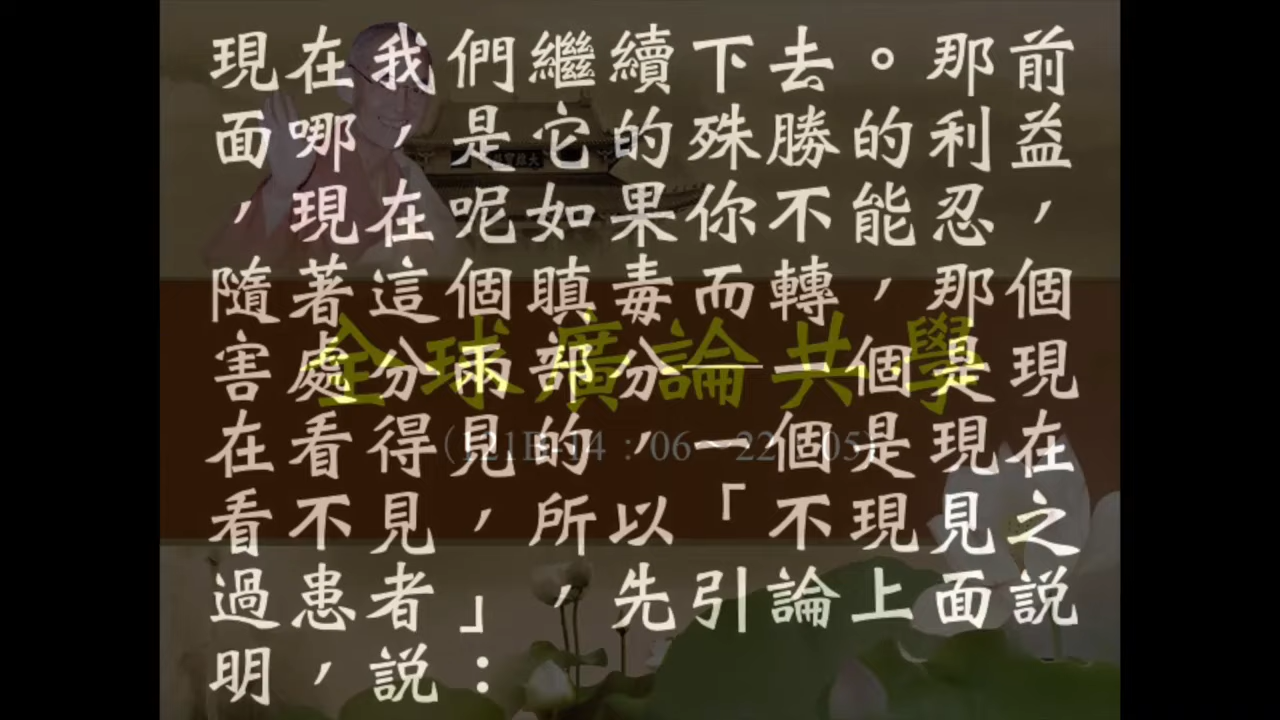 現在我們繼續下去。那前
面哪，是它的殊勝的利益
，現在呢如果你不能忍，
隨著這個瞋毒而轉，那個
害處分兩部分——一個是現
在看得見的，一個是現在
看不見，所以「不現見之
過患者」，先引論上面説
明，説：
全球廣論共學